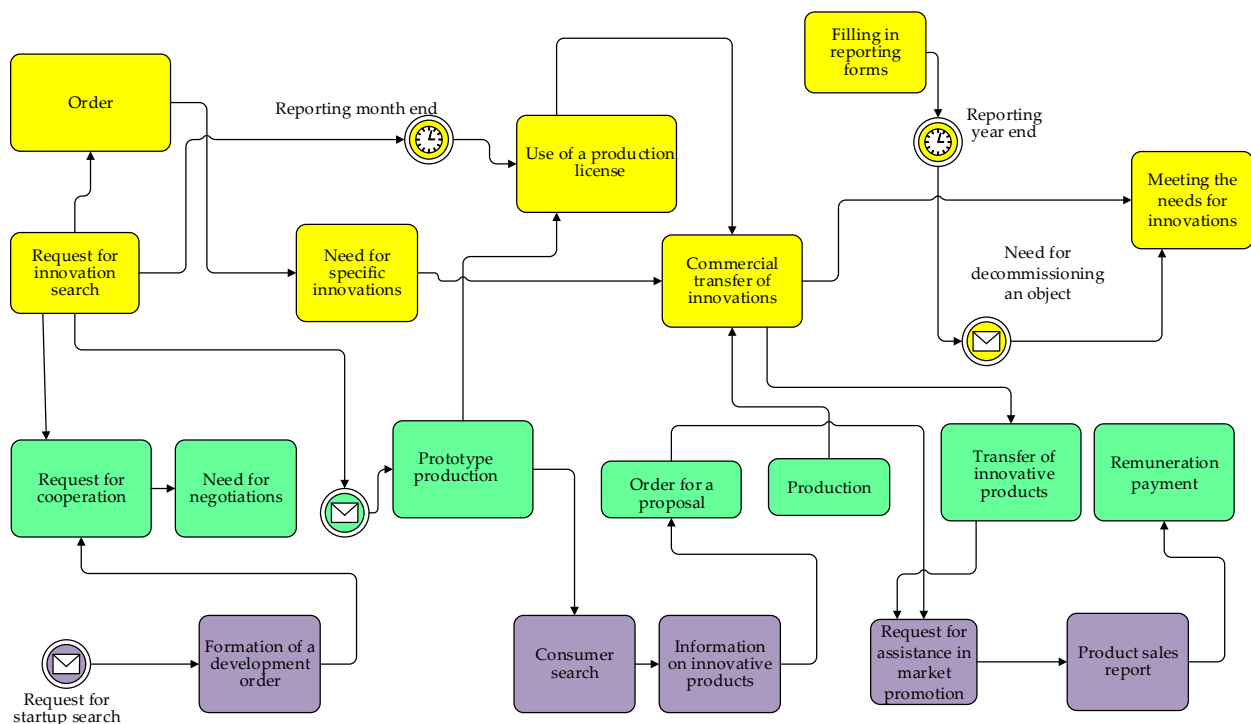 Filling in
reporting
forms
Order
Reporting month end
Reporting
year end
Use of a production
license
Meeting the
needs for
innovations
Request for
innovation
search
Need for
specific
innovations
Commercial
transfer of
innovations
Need for
decommissioning
an object
Request for
cooperation
Need for
negotiations
Prototype
production
Order for a
proposal
Production
Transfer of
innovative
products
Remuneration
payment
Request for
startup search
Formation of a
development
order
Consumer
search
Information
on innovative
products
Request for
assistance in
market
promotion
Product sales
report